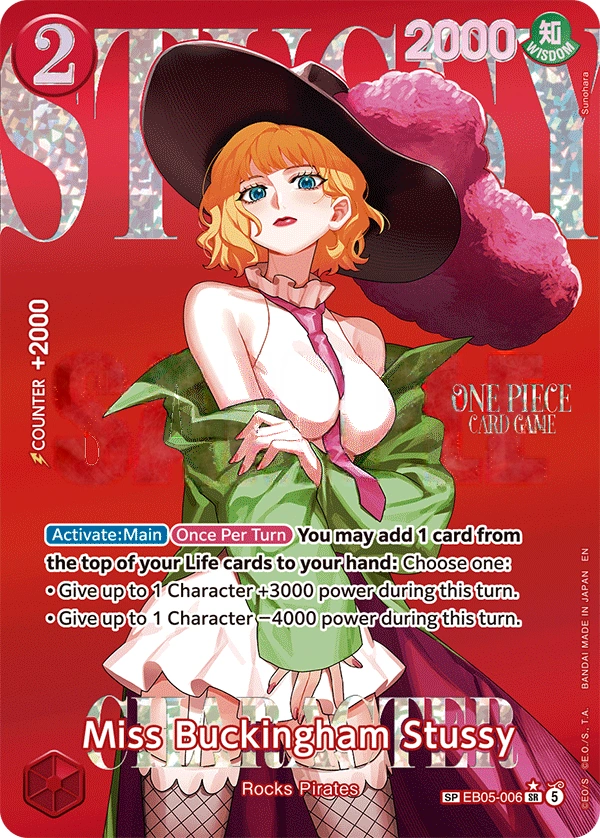 STUSSY
2
2000
知
WISDOM
Sunohara
COUNTER +2000
SAMPLE
ONE PIECE
CARD GAME
Activate:Main Once Per Turn You may add 1 card from
the top of your Life cards to your hand: Choose one:
• Give up to 1 Character +3000 power during this turn.
• Give up to 1 Character −4000 power during this turn.
CHARACTER
Miss Buckingham Stussy
Rocks Pirates
SP EB05-006 SR 5
©E.O./S. ©E.O./S., T.A. BANDAI MADE IN JAPAN EN